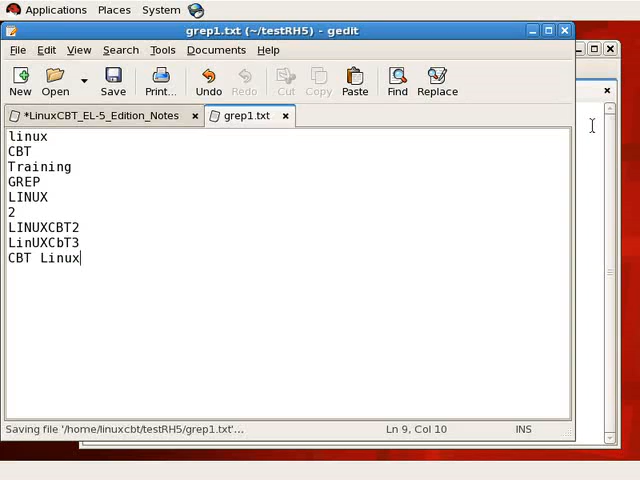 Applications Places System
grep1.txt (~/testRH5) - gedit
File Edit View Search Tools Documents Help
New Open Save Print... Undo Redo Cut Copy Paste Find Replace
*LinuxCBT_EL-5_Edition_Notes grep1.txt
linux
CBT
Training
GREP
LINUX
2
LINUXCBT2
LinUXCbT3
CBT Linux
Saving file '/home/linuxcbt/testRH5/grep1.txt'... Ln 9, Col 10 INS